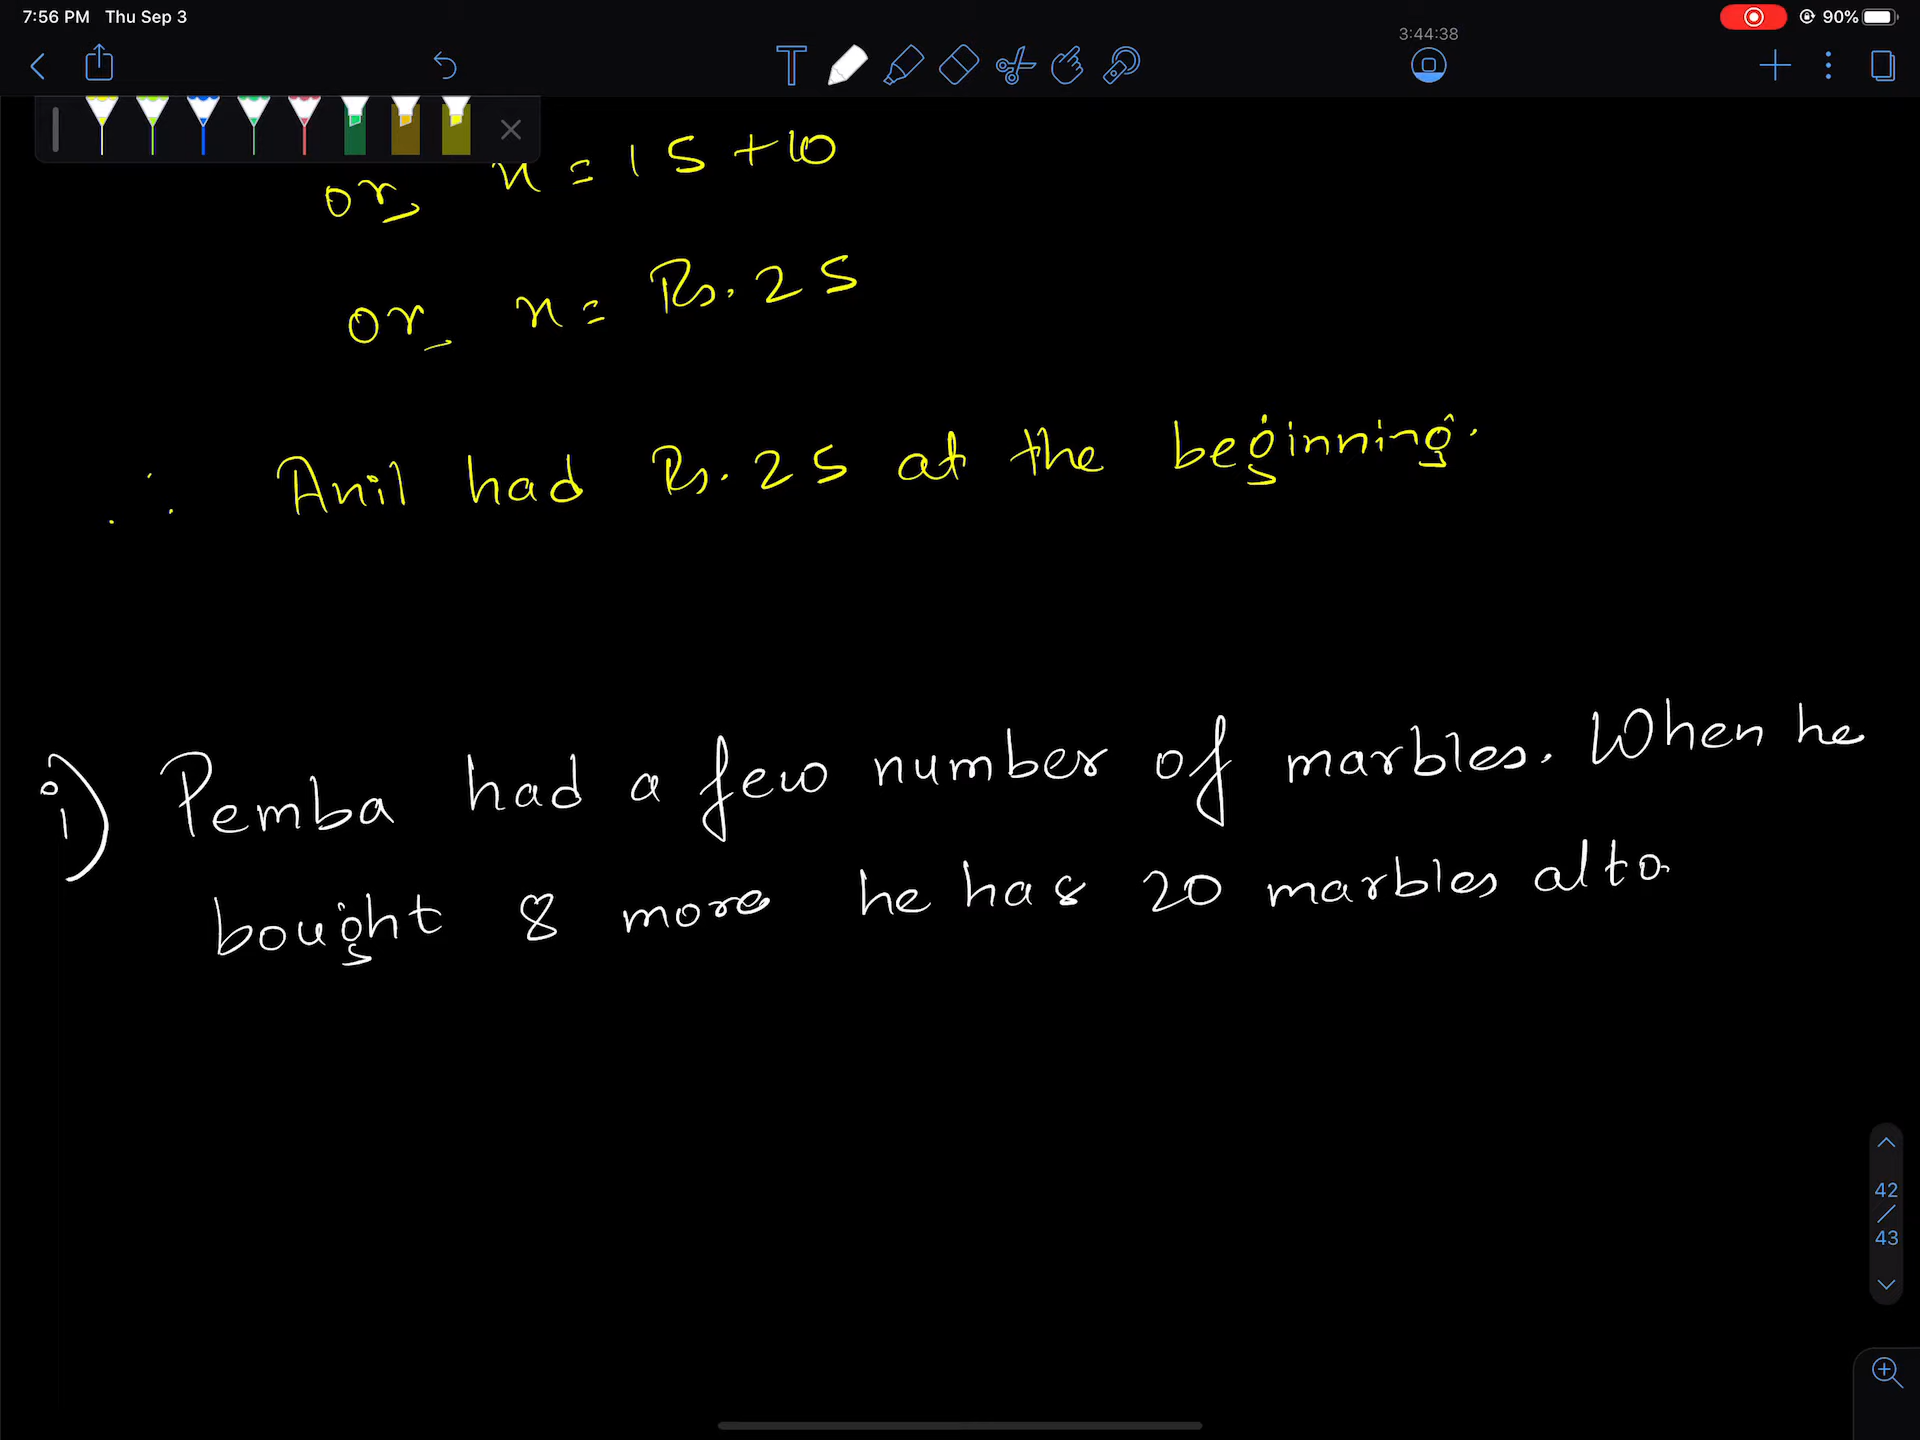 7:56 PM Thu Sep 3
90%
3:44:38
or, x = 15 + 10
or, x = Rs. 25
∴ Anil had Rs. 25 at the beginning.
i) Pemba had a few number of marbles. When he
bought 8 more he has 20 marbles alto
42
/
43